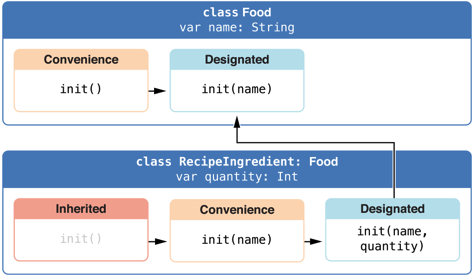 class Food
var name: String
Convenience
init()
Designated
init(name)
class RecipeIngredient: Food
var quantity: Int
Inherited
init()
Convenience
init(name)
Designated
init(name,
quantity)